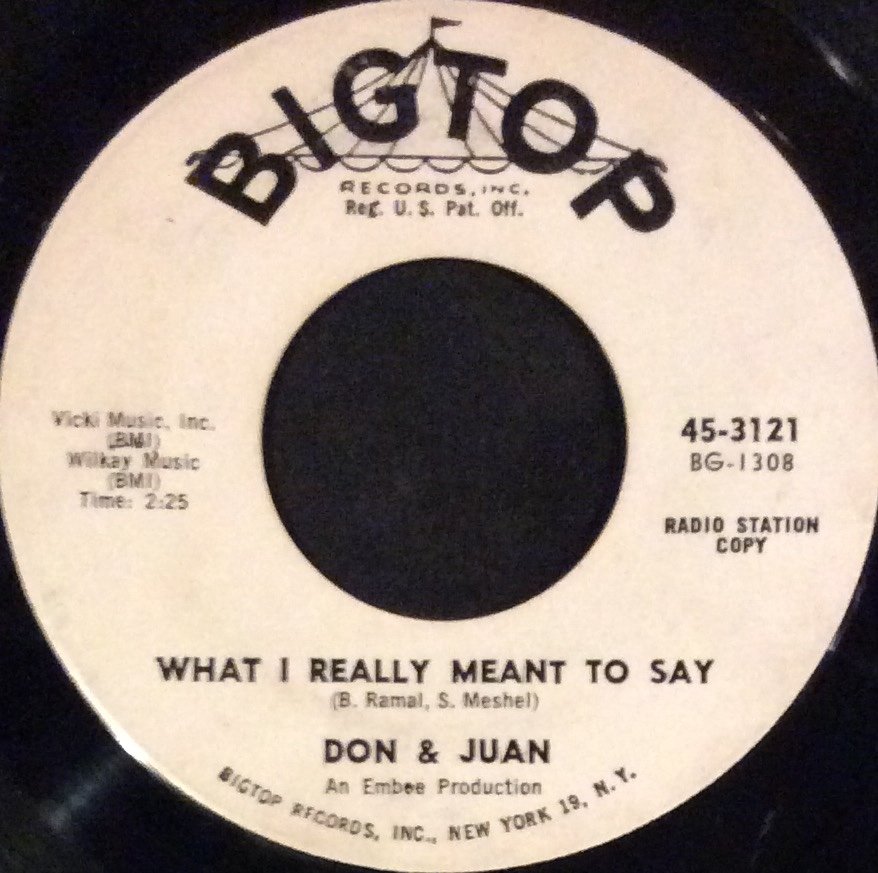 BIGTOP
RECORDS, INC.
Reg. U. S. Pat. Off.
Vicki Music, Inc.
(BMI)
Wilkay Music
(BMI)
Time: 2:25
45-3121
BG-1308
RADIO STATION
COPY
WHAT I REALLY MEANT TO SAY
(B. Ramal, S. Meshel)
DON & JUAN
An Embee Production
BIGTOP RECORDS, INC., NEW YORK 19, N. Y.